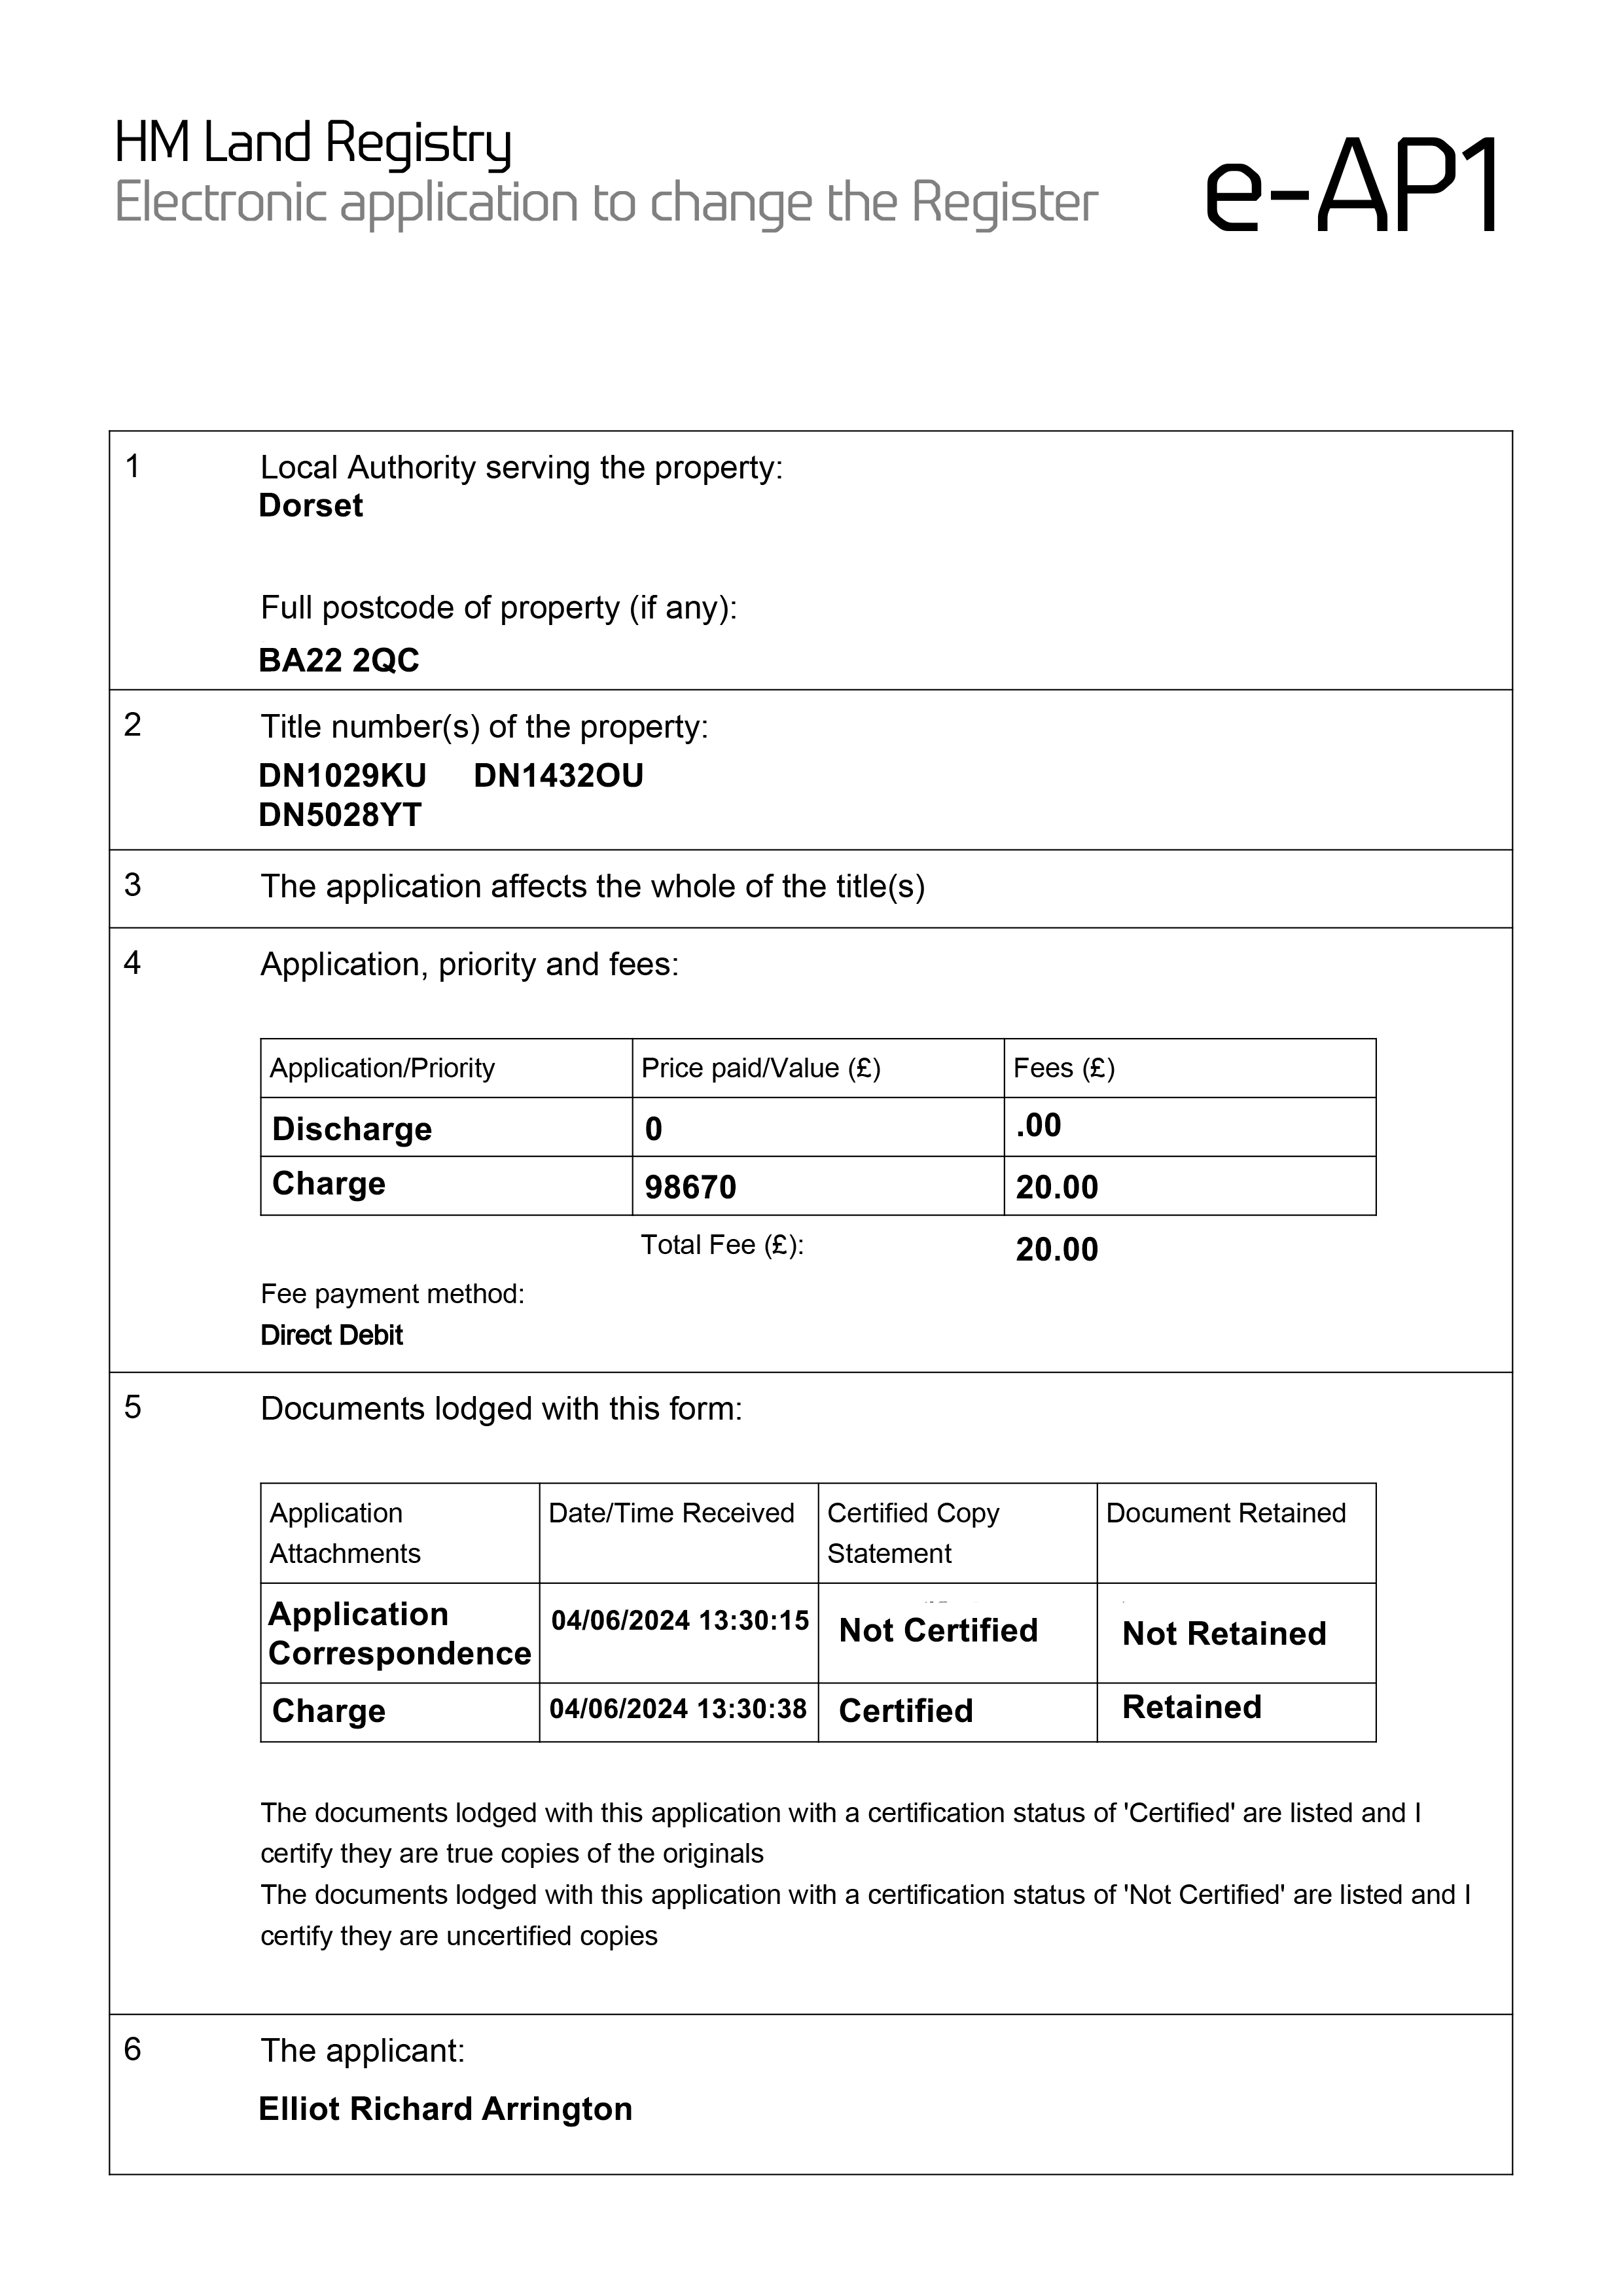 HM Land Registry
Electronic application to change the Register
e-AP1
1
Local Authority serving the property:
Dorset
Full postcode of property (if any):
BA22 2QC
2
Title number(s) of the property:
DN1029KU DN1432OU
DN5028YT
3
The application affects the whole of the title(s)
4
Application, priority and fees:
Application/Priority Price paid/Value (£) Fees (£)
Discharge 0 .00
Charge 98670 20.00
Total Fee (£): 20.00
Fee payment method:
Direct Debit
5
Documents lodged with this form:
Application Date/Time Received Certified Copy Document Retained
Attachments Statement
Application 04/06/2024 13:30:15 Not Certified Not Retained
Correspondence
Charge 04/06/2024 13:30:38 Certified Retained
The documents lodged with this application with a certification status of 'Certified' are listed and I
certify they are true copies of the originals
The documents lodged with this application with a certification status of 'Not Certified' are listed and I
certify they are uncertified copies
6
The applicant:
Elliot Richard Arrington